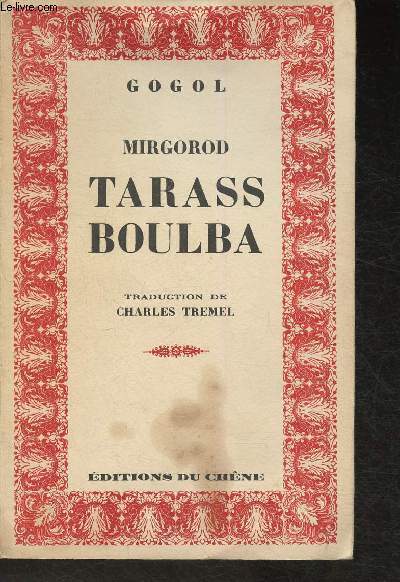 Le-livre.com
GOGOL
MIRGOROD
TARASS
BOULBA
TRADUCTION DE
CHARLES TREMEL
ÉDITIONS DU CHÊNE